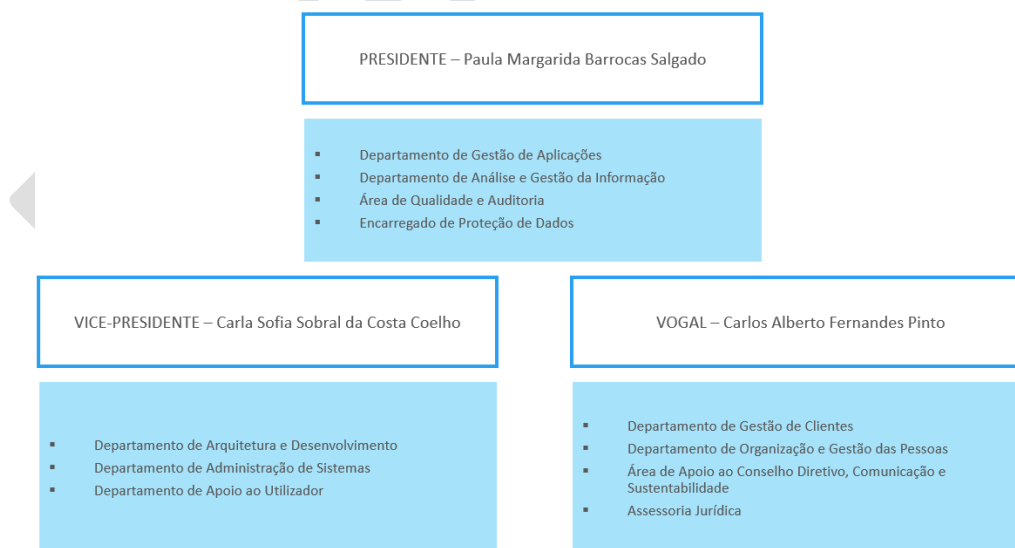 PRESIDENTE – Paula Margarida Barrocas Salgado
▪ Departamento de Gestão de Aplicações
▪ Departamento de Análise e Gestão da Informação
▪ Área de Qualidade e Auditoria
▪ Encarregado de Proteção de Dados
VICE-PRESIDENTE – Carla Sofia Sobral da Costa Coelho
▪ Departamento de Arquitetura e Desenvolvimento
▪ Departamento de Administração de Sistemas
▪ Departamento de Apoio ao Utilizador
VOGAL – Carlos Alberto Fernandes Pinto
▪ Departamento de Gestão de Clientes
▪ Departamento de Organização e Gestão das Pessoas
▪ Área de Apoio ao Conselho Diretivo, Comunicação e
Sustentabilidade
▪ Assessoria Jurídica